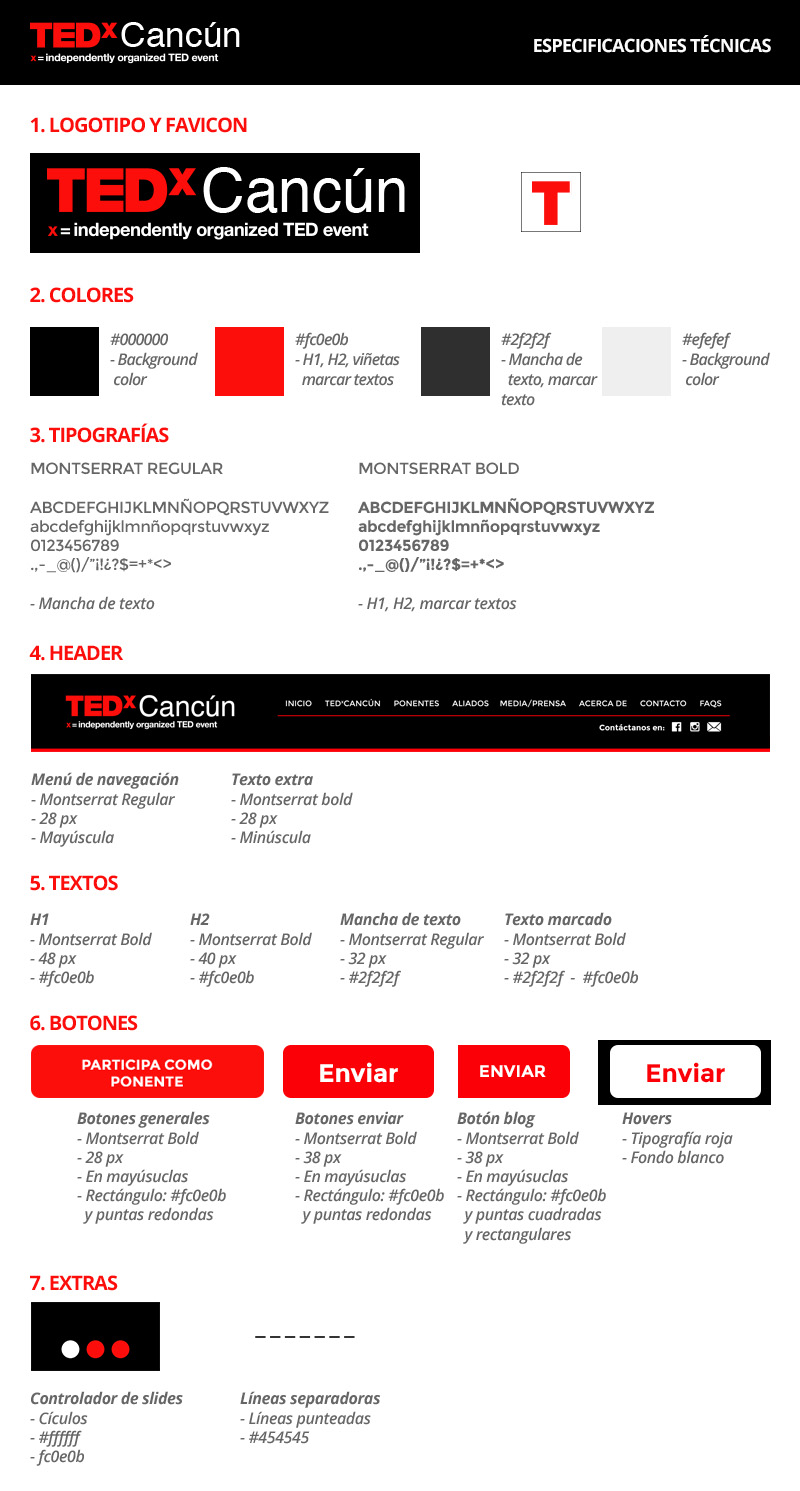 TEDxCancún
x = independently organized TED event
ESPECIFICACIONES TÉCNICAS
1. LOGOTIPO Y FAVICON
TEDxCancún
x = independently organized TED event
T
2. COLORES
#000000
- Background
color
#fc0e0b
- H1, H2, viñetas
marcar textos
#2f2f2f
- Mancha de
texto, marcar
texto
#efefef
- Background
color
3. TIPOGRAFÍAS
MONTSERRAT REGULAR
ABCDEFGHIJKLMNÑOPQRSTUVWXYZ
abcdefghijklmnñopqrstuvwxyz
0123456789
.,-_@()/"¡!¿?$=+*<>
- Mancha de texto
MONTSERRAT BOLD
ABCDEFGHIJKLMNÑOPQRSTUVWXYZ
abcdefghijklmnñopqrstuvwxyz
0123456789
.,-_@()/"¡!¿?$=+*<>
- H1, H2, marcar textos
4. HEADER
TEDxCancún
x = independently organized TED event
INICIO TEDxCANCÚN PONENTES ALIADOS MEDIA/PRENSA ACERCA DE CONTACTO FAQS
Contáctanos en:
Menú de navegación
- Montserrat Regular
- 28 px
- Mayúscula
Texto extra
- Montserrat bold
- 28 px
- Minúscula
5. TEXTOS
H1
- Montserrat Bold
- 48 px
- #fc0e0b
H2
- Montserrat Bold
- 40 px
- #fc0e0b
Mancha de texto
- Montserrat Regular
- 32 px
- #2f2f2f
Texto marcado
- Montserrat Bold
- 32 px
- #2f2f2f - #fc0e0b
6. BOTONES
PARTICIPA COMO
PONENTE
Enviar
ENVIAR
Enviar
Botones generales
- Montserrat Bold
- 28 px
- En mayúsuclas
- Rectángulo: #fc0e0b
y puntas redondas
Botones enviar
- Montserrat Bold
- 38 px
- En mayúsuclas
- Rectángulo: #fc0e0b
y puntas redondas
Botón blog
- Montserrat Bold
- 38 px
- En mayúsuclas
- Rectángulo: #fc0e0b
y puntas cuadradas
y rectangulares
Hovers
- Tipografía roja
- Fondo blanco
7. EXTRAS
Controlador de slides
- Cículos
- #ffffff
- fc0e0b
Líneas separadoras
- Líneas punteadas
- #454545